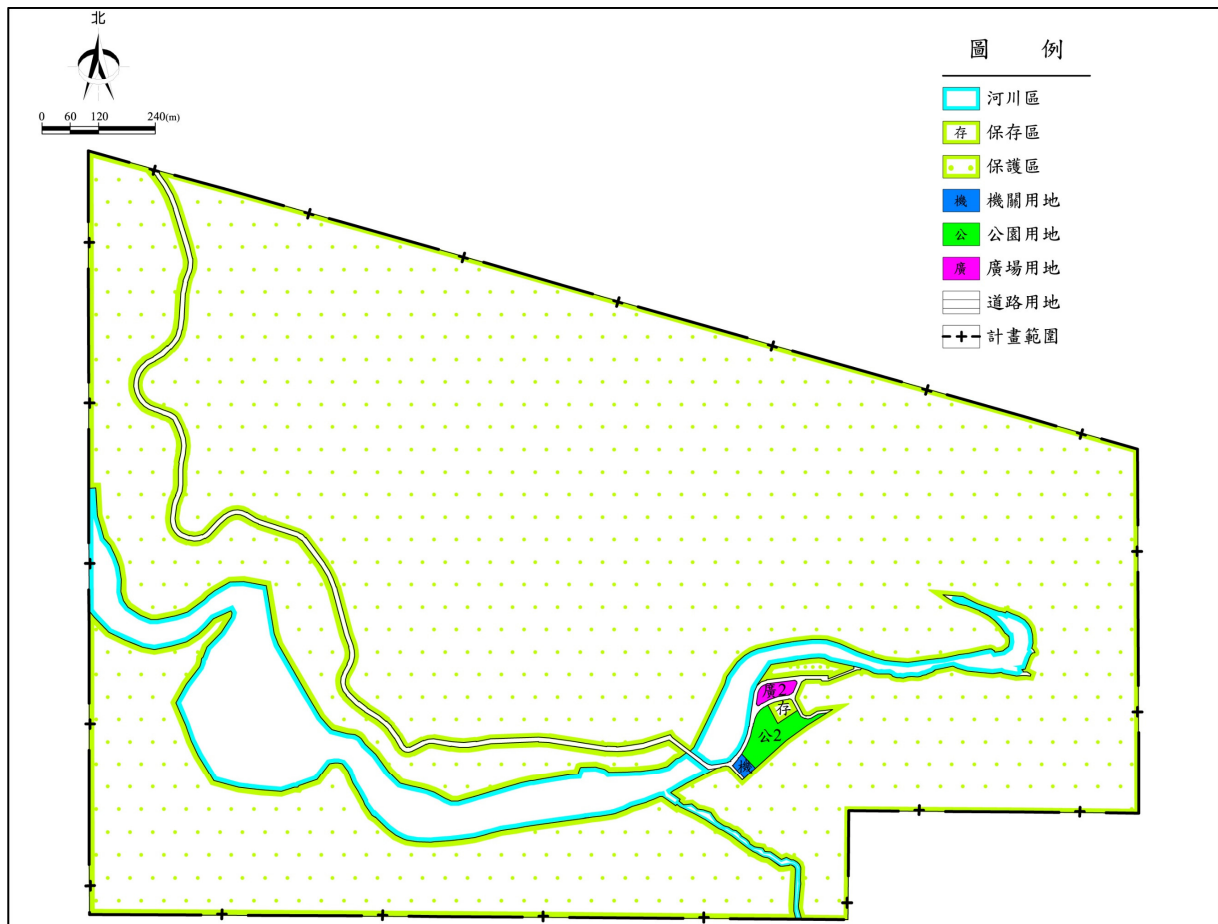 北
0 60 120 240(m)
圖 例
河川區
存 保存區
保護區
機 機關用地
公 公園用地
廣 廣場用地
道路用地
計畫範圍
廣2
存
公2
機